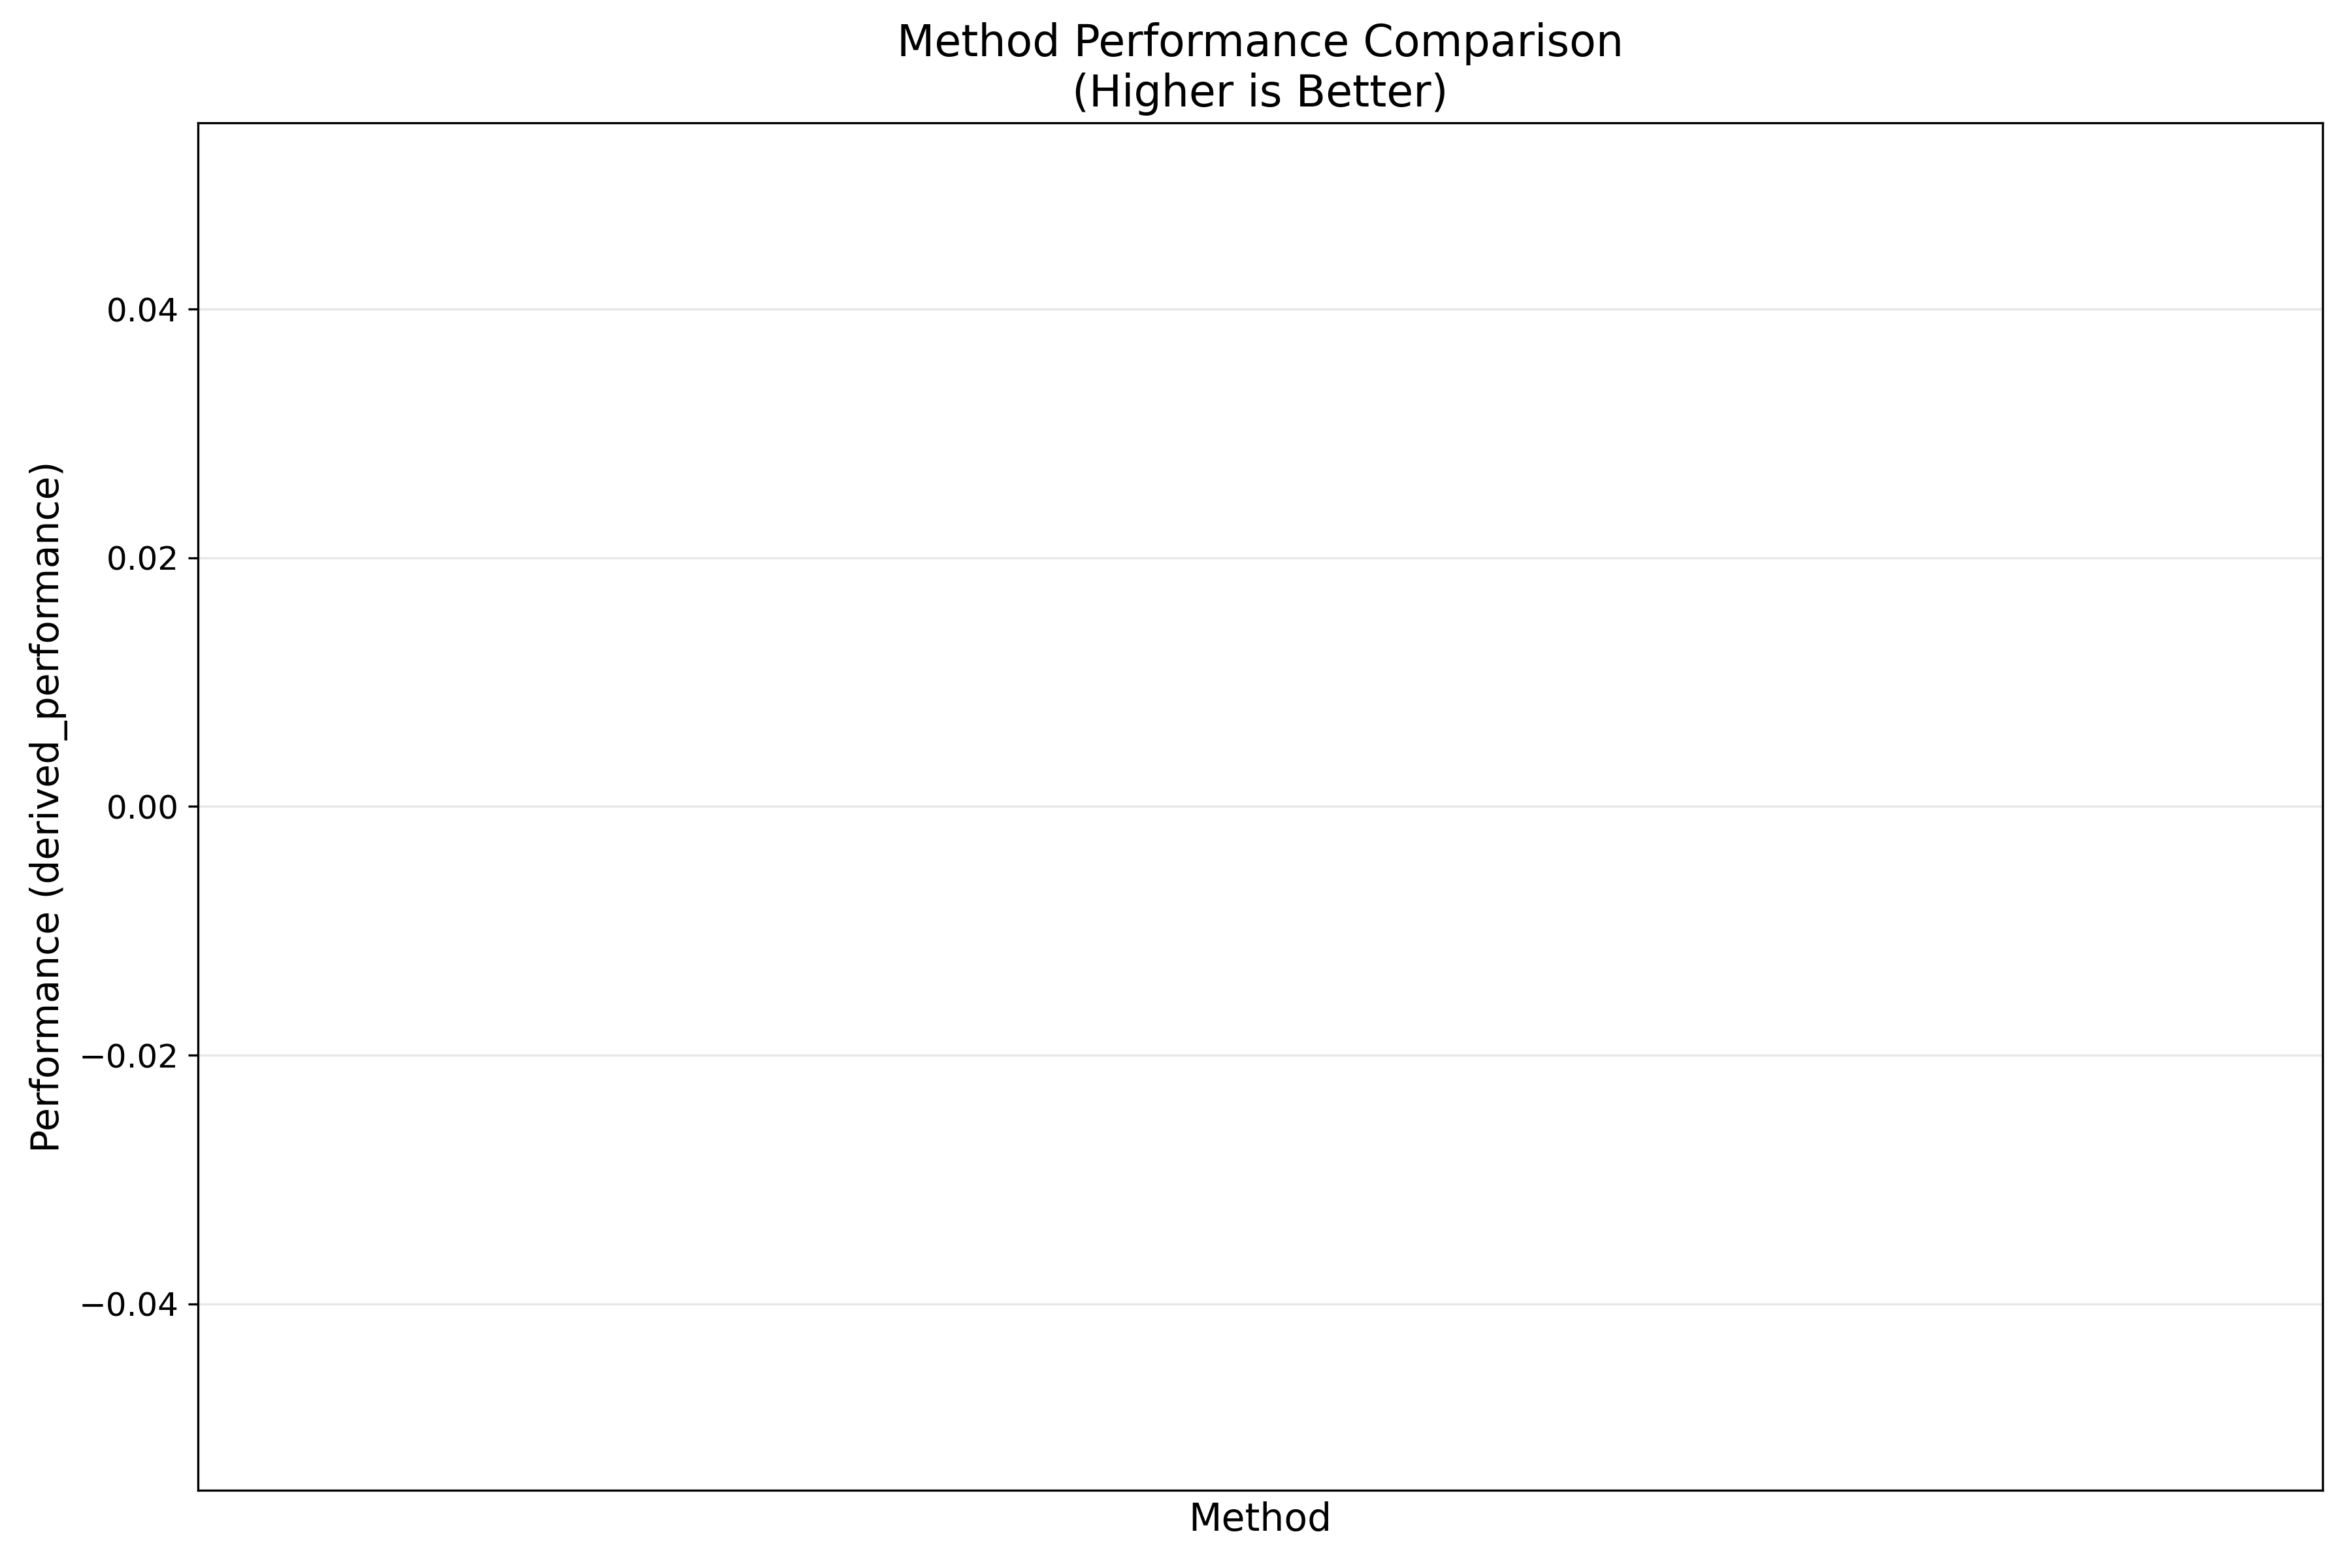 Method Performance Comparison
(Higher is Better)
Performance (derived_performance)
0.04
0.02
0.00
−0.02
−0.04
Method